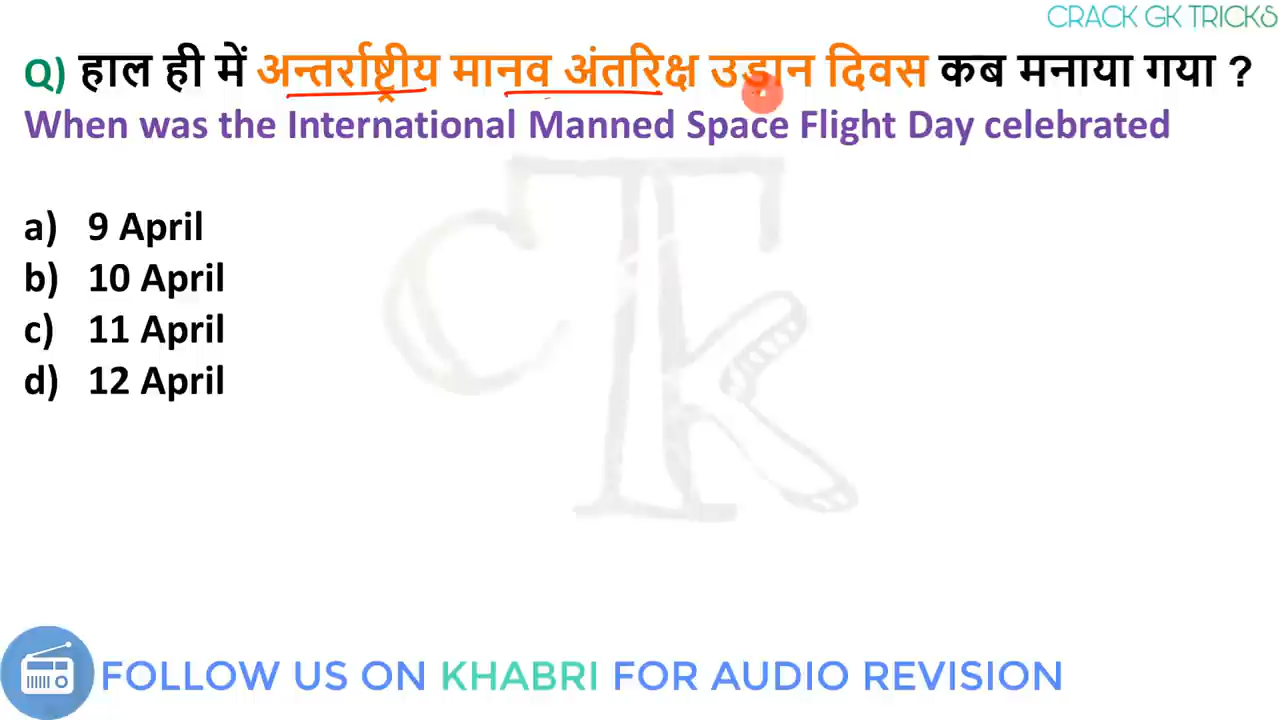 CRACK GK TRICKS
Q) हाल ही में अन्तर्राष्ट्रीय मानव अंतरिक्ष उड़ान दिवस कब मनाया गया ?
When was the International Manned Space Flight Day celebrated
a) 9 April
b) 10 April
c) 11 April
d) 12 April
CTk
FOLLOW US ON KHABRI FOR AUDIO REVISION